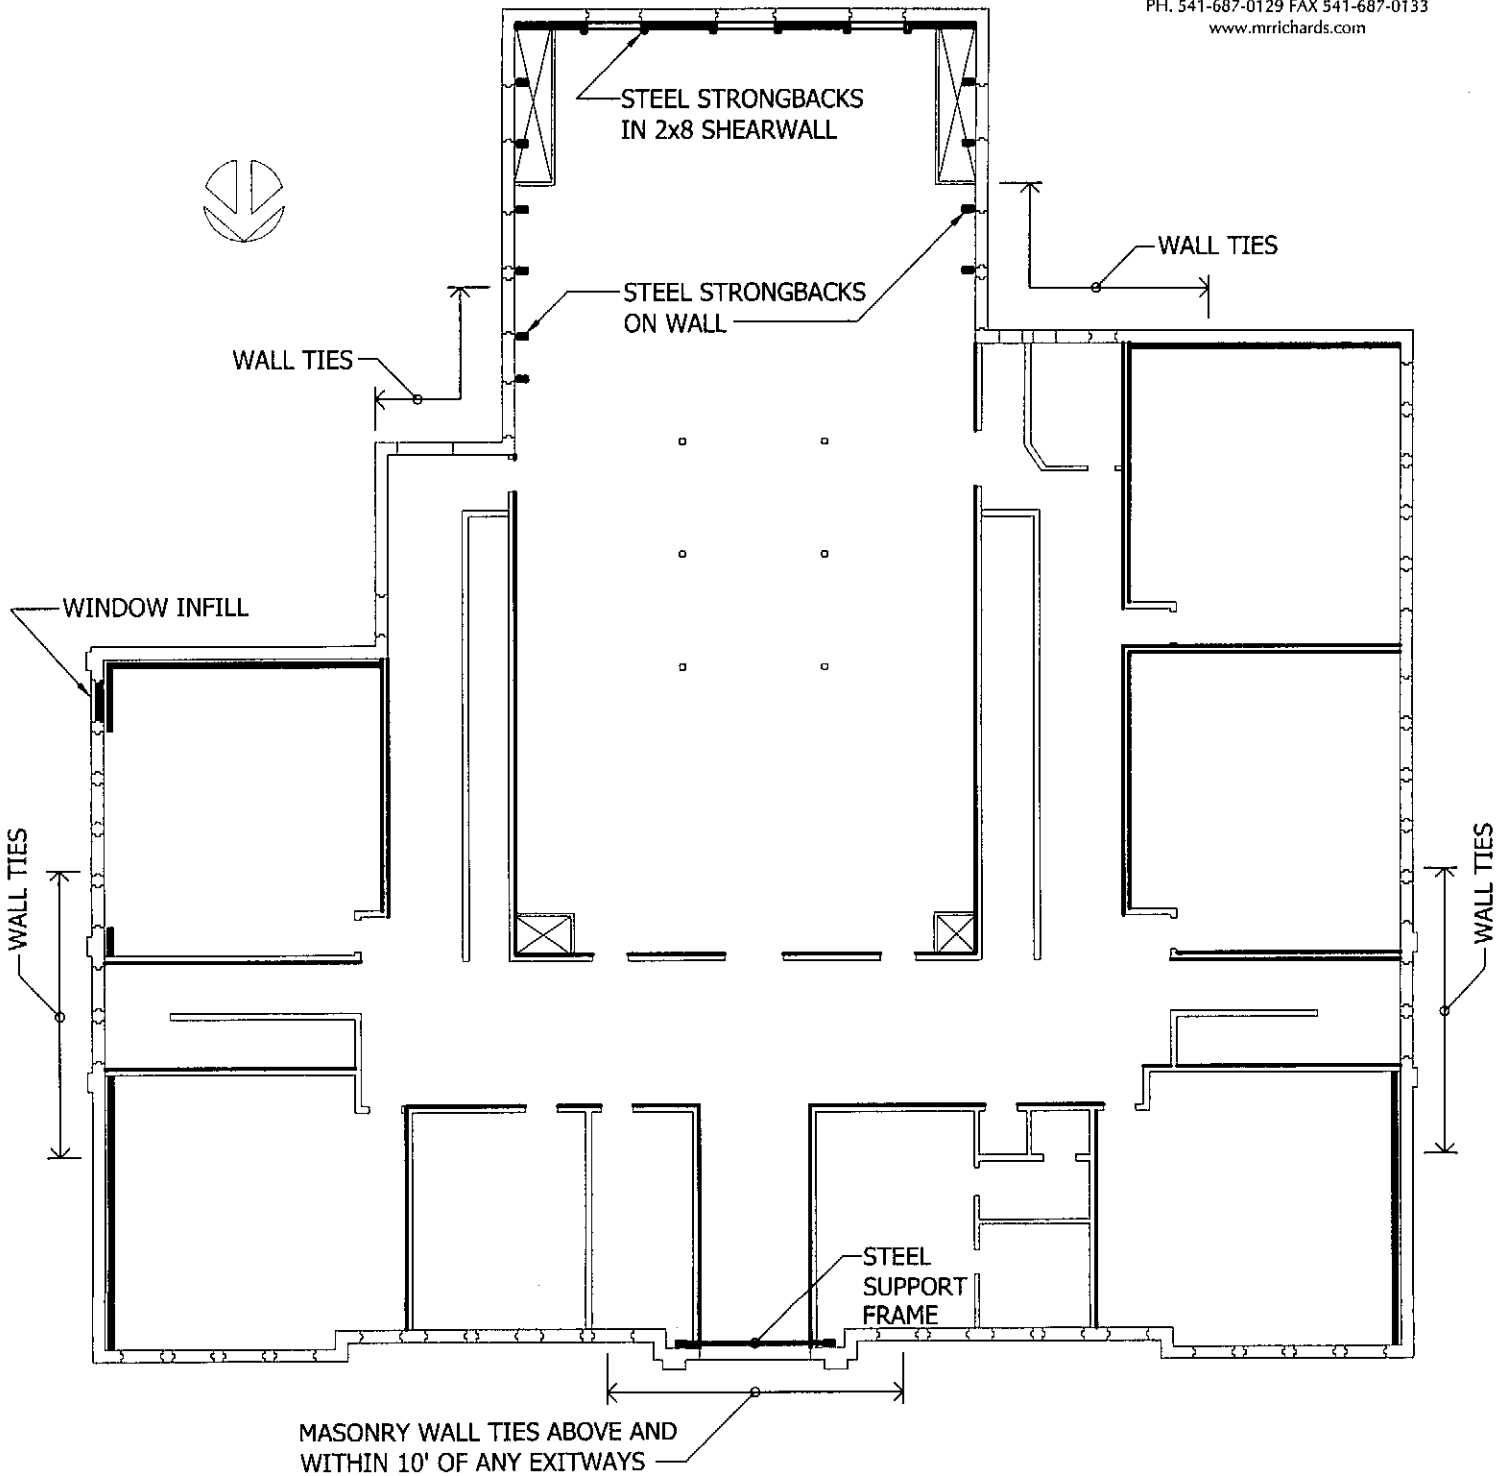 PH. 541-687-0129 FAX 541-687-0133
www.mrrichards.com
STEEL STRONGBACKS
IN 2x8 SHEARWALL
WALL TIES
STEEL STRONGBACKS
ON WALL
WALL TIES
WINDOW INFILL
WALL TIES
WALL TIES
STEEL
SUPPORT
FRAME
MASONRY WALL TIES ABOVE AND
WITHIN 10' OF ANY EXITWAYS